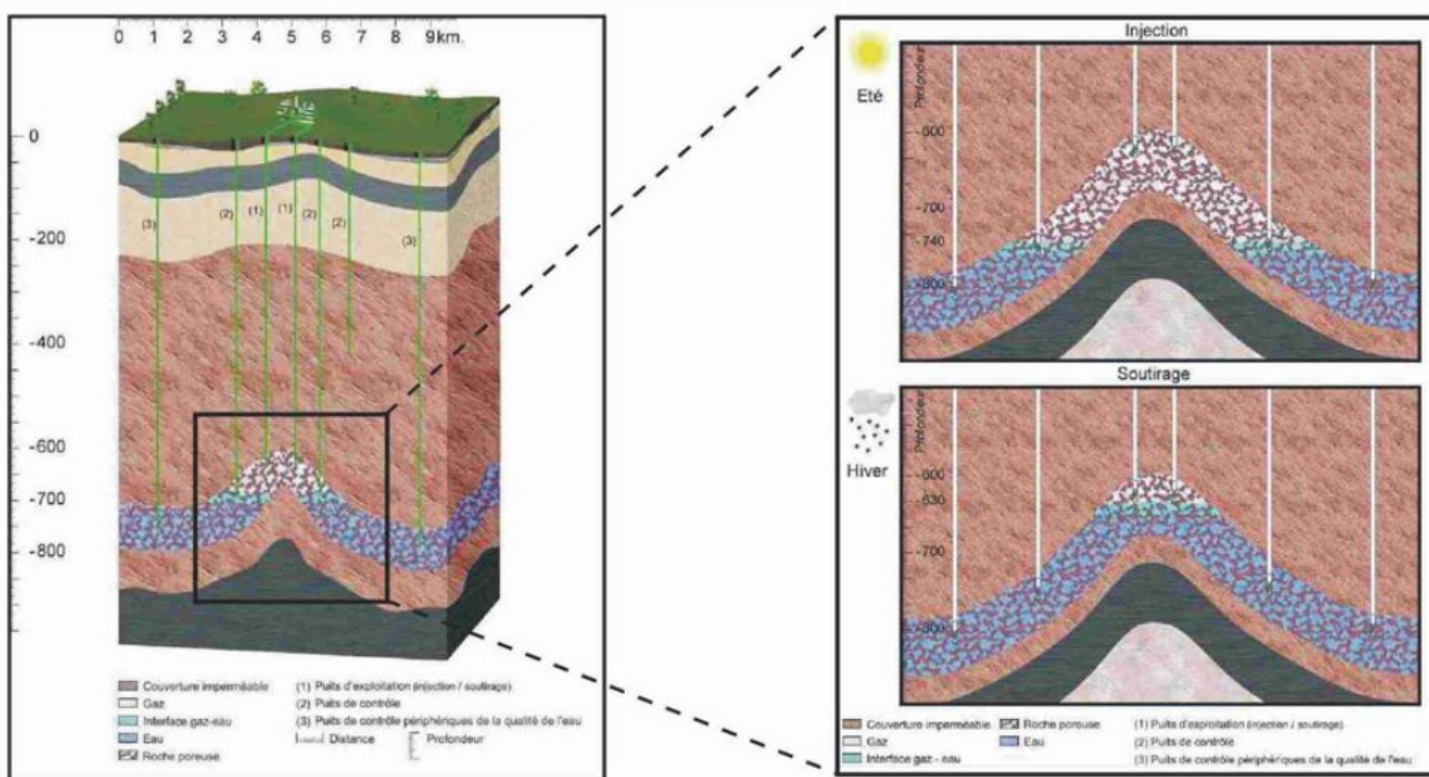 0 1 2 3 4 5 6 7 8 9km.
0
-200
-400
-600
-700
-800
(3) (2) (1) (1) (2) (2) (3)
Couverture imperméable
Gaz
Interface gaz-eau
Eau
Roche poreuse
(1) Puits d'exploitation (injection / soutirage)
(2) Puits de contrôle
(3) Puits de contrôle périphériques de la qualité de l'eau
Distance Profondeur
Injection
Eté
Profondeur
-600
-700
-740
-800
Soutirage
Hiver
Profondeur
-600
-630
-700
-800
Couverture imperméable Roche poreuse (1) Puits d'exploitation (injection / soutirage)
Gaz Eau (2) Puits de contrôle
Interface gaz - eau (3) Puits de contrôle périphériques de la qualité de l'eau